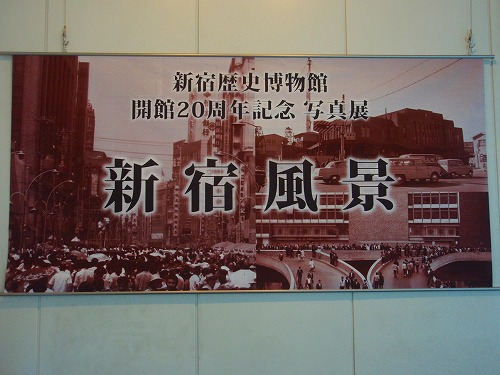 新宿歴史博物館
開館20周年記念 写真展
新宿風景